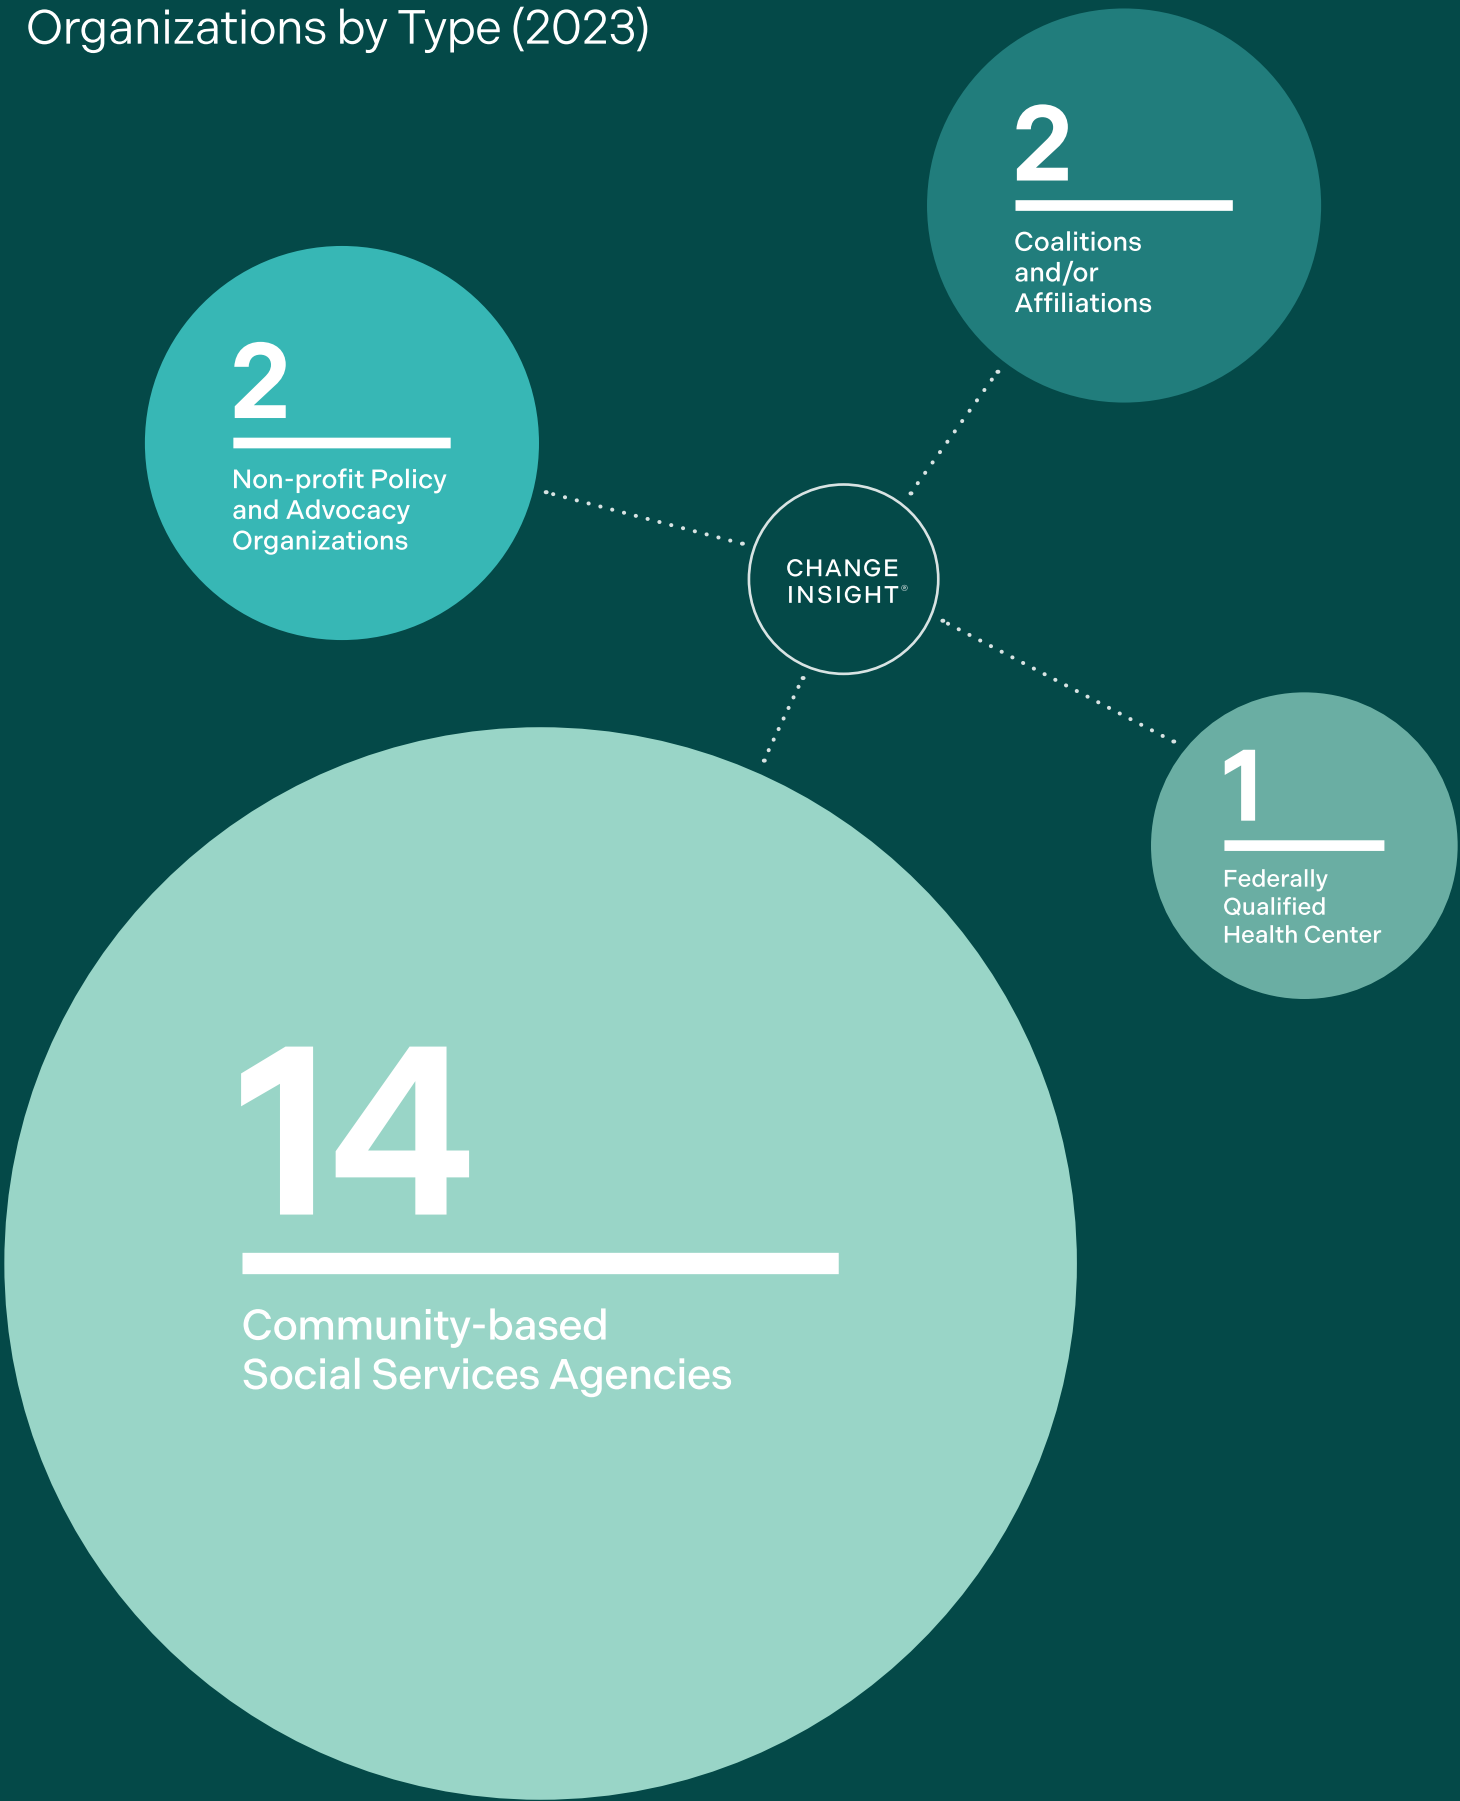 Organizations by Type (2023)
2
Coalitions
and/or
Affiliations
2
Non-profit Policy
and Advocacy
Organizations
CHANGE
INSIGHT®
1
Federally
Qualified
Health Center
14
Community-based
Social Services Agencies